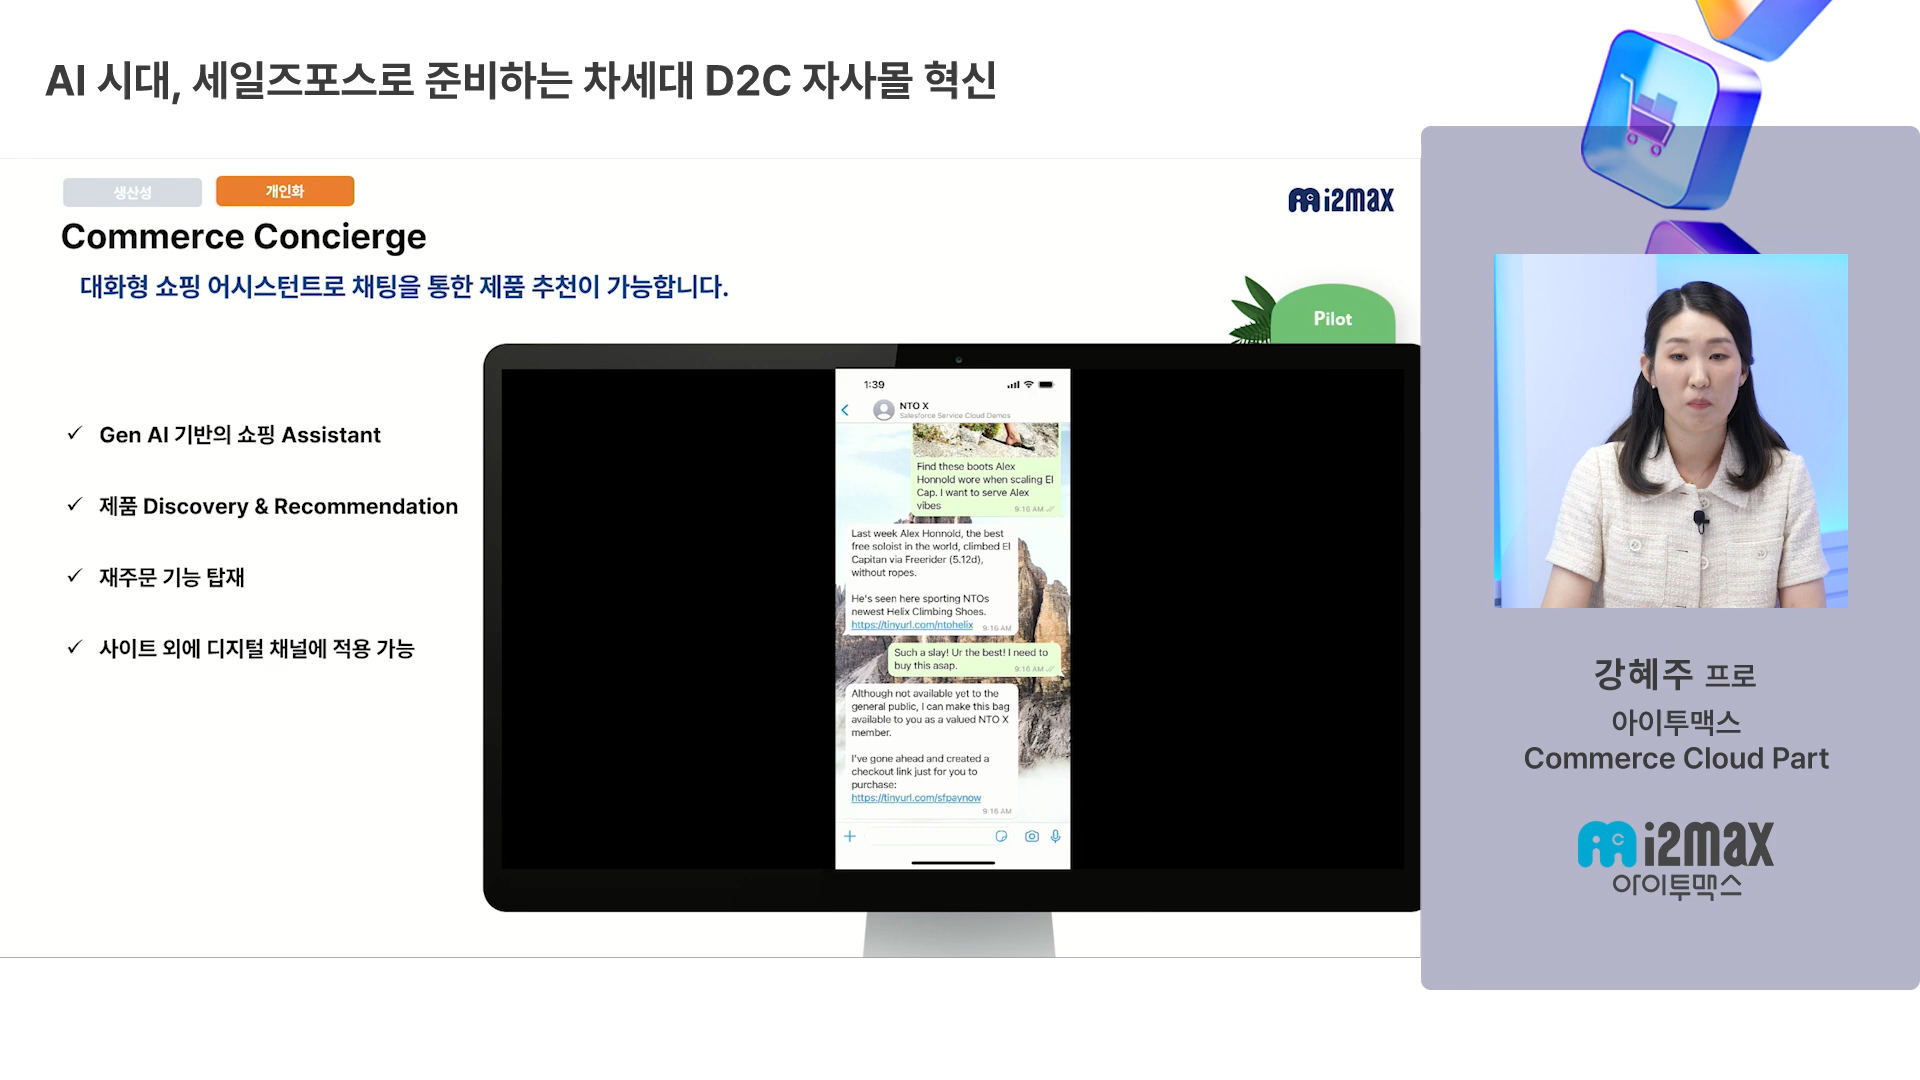 AI 시대, 세일즈포스로 준비하는 차세대 D2C 자사몰 혁신
생산성
개인화
i2max
Commerce Concierge
대화형 쇼핑 어시스턴트로 채팅을 통한 제품 추천이 가능합니다.
Pilot
Gen AI 기반의 쇼핑 Assistant
제품 Discovery & Recommendation
재주문 기능 탑재
사이트 외에 디지털 채널에 적용 가능
1:39
NTO X
Salesforce Service Cloud Demos
Find these boots Alex
Honnold wore when scaling El
Cap. I want to serve Alex
vibes
9:16 AM
Last week Alex Honnold, the best
free soloist in the world, climbed El
Capitan via Freerider (5.12d),
without ropes.
He's seen here sporting NTOs
newest Helix Climbing Shoes.
https://tinyurl.com/ntohelix
9:16 AM
Such a slay! Ur the best! I need to
buy this asap.
9:16 AM
Although not available yet to the
general public, I can make this bag
available to you as a valued NTO X
member.
I've gone ahead and created a
checkout link just for you to
purchase:
https://tinyurl.com/sfpaynow
9:16 AM
강혜주 프로
아이투맥스
Commerce Cloud Part
i2max
아이투맥스